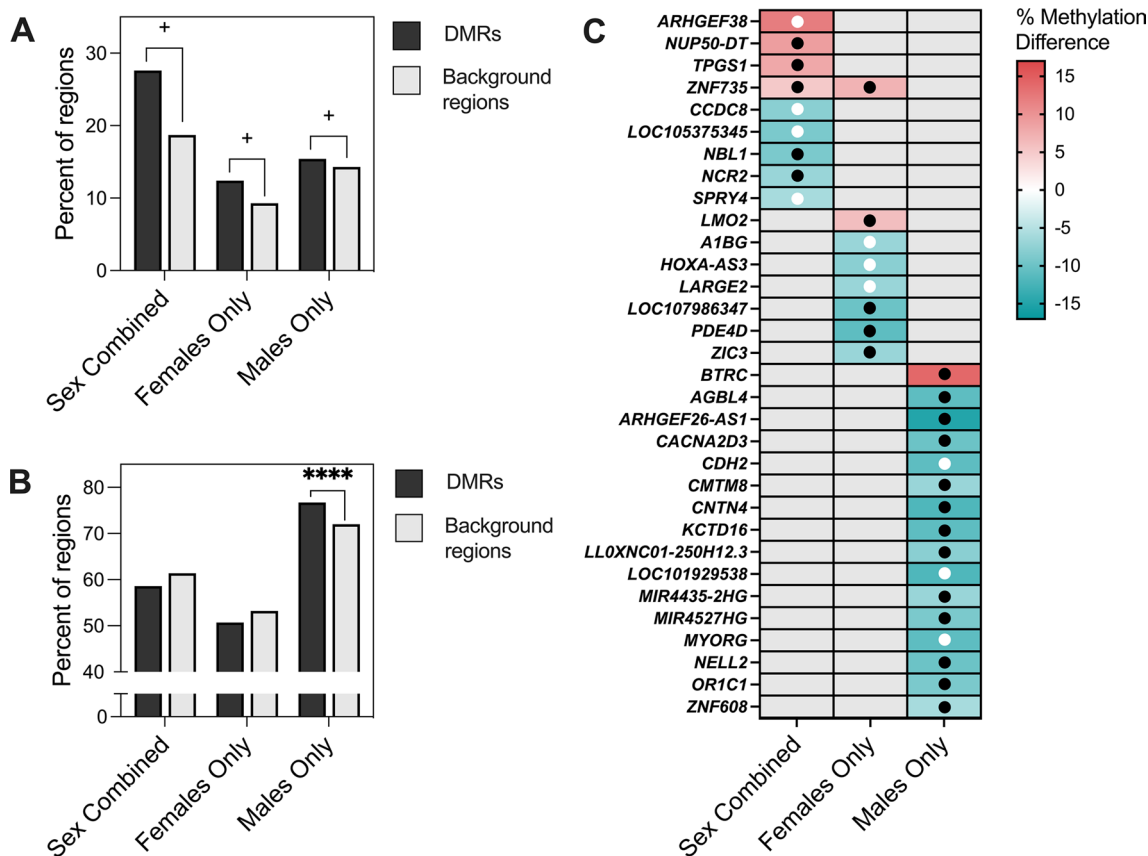 A
Percent of regions
30
20
10
0
+
+
+
DMRs
Background
regions
Sex Combined
Females Only
Males Only
B
Percent of regions
80
70
60
50
40
0
****
DMRs
Background
regions
Sex Combined
Females Only
Males Only
C
ARHGEF38
NUP50-DT
TPGS1
ZNF735
CCDC8
LOC105375345
NBL1
NCR2
SPRY4
LMO2
A1BG
HOXA-AS3
LARGE2
LOC107986347
PDE4D
ZIC3
BTRC
AGBL4
ARHGEF26-AS1
CACNA2D3
CDH2
CMTM8
CNTN4
KCTD16
LL0XNC01-250H12.3
LOC101929538
MIR4435-2HG
MIR4527HG
MYORG
NELL2
OR1C1
ZNF608
Sex Combined
Females Only
Males Only
% Methylation
Difference
15
10
5
0
-5
-10
-15